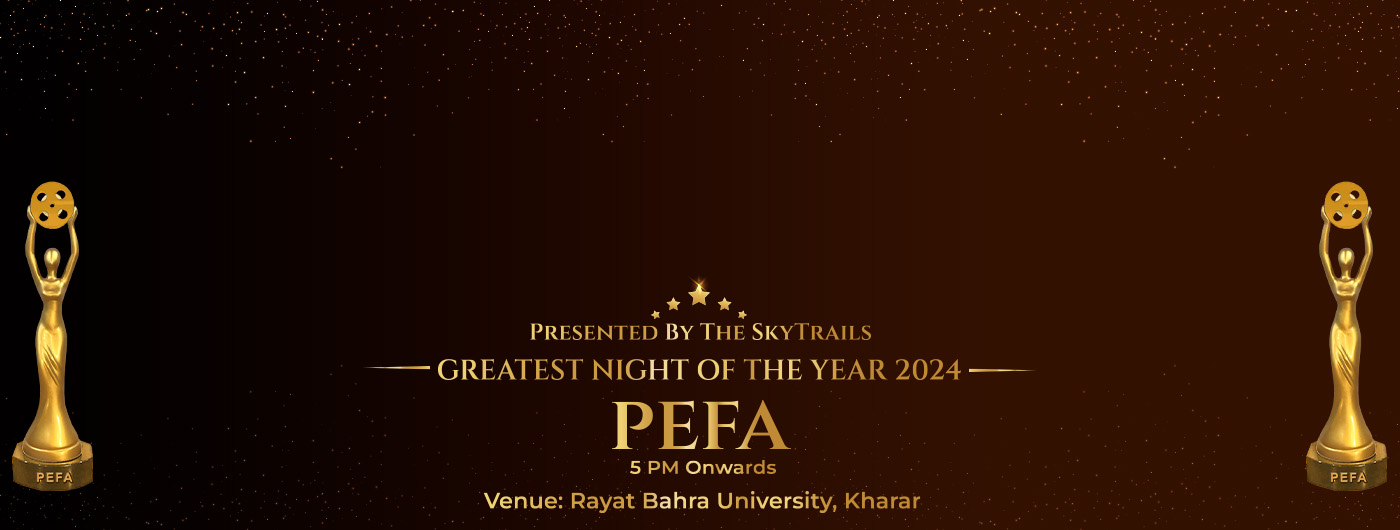 Presented By The SkyTrails
GREATEST NIGHT OF THE YEAR 2024
PEFA
5 PM Onwards
Venue: Rayat Bahra University, Kharar
PEFA
PEFA